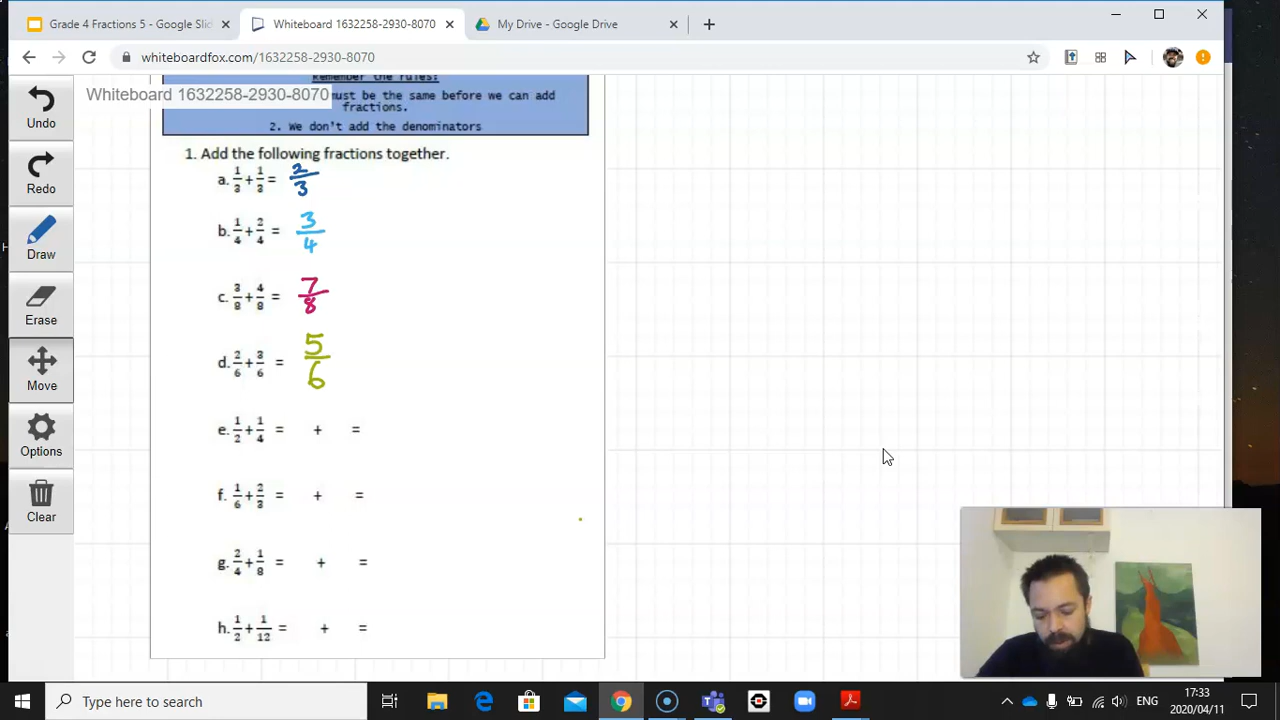 Grade 4 Fractions 5 - Google Slid
Whiteboard 1632258-2930-8070
My Drive - Google Drive
whiteboardfox.com/1632258-2930-8070
Whiteboard 1632258-2930-8070
Undo
Redo
Draw
Erase
Move
Options
Clear
Remember the rules:
must be the same before we can add
fractions.
2. We don't add the denominators
1. Add the following fractions together.
a. 1/3 + 1/3 = 2/3
b. 1/4 + 2/4 = 3/4
c. 3/8 + 4/8 = 7/8
d. 2/6 + 3/6 = 5/6
e. 1/2 + 1/4 = + =
f. 1/6 + 2/3 = + =
g. 2/4 + 1/8 = + =
h. 1/2 + 1/12 = + =
Type here to search
ENG
17:33
2020/04/11